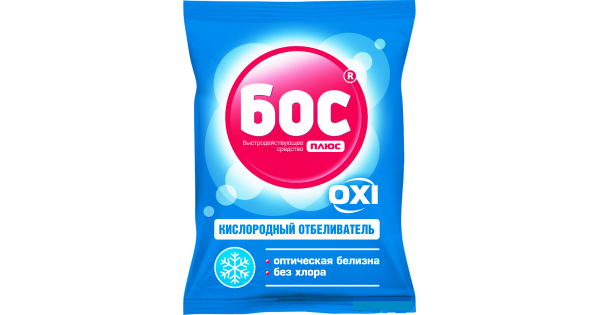 БОС®
быстродействующее
средство
плюс
OXI
КИСЛОРОДНЫЙ ОТБЕЛИВАТЕЛЬ
оптическая белизна
без хлора